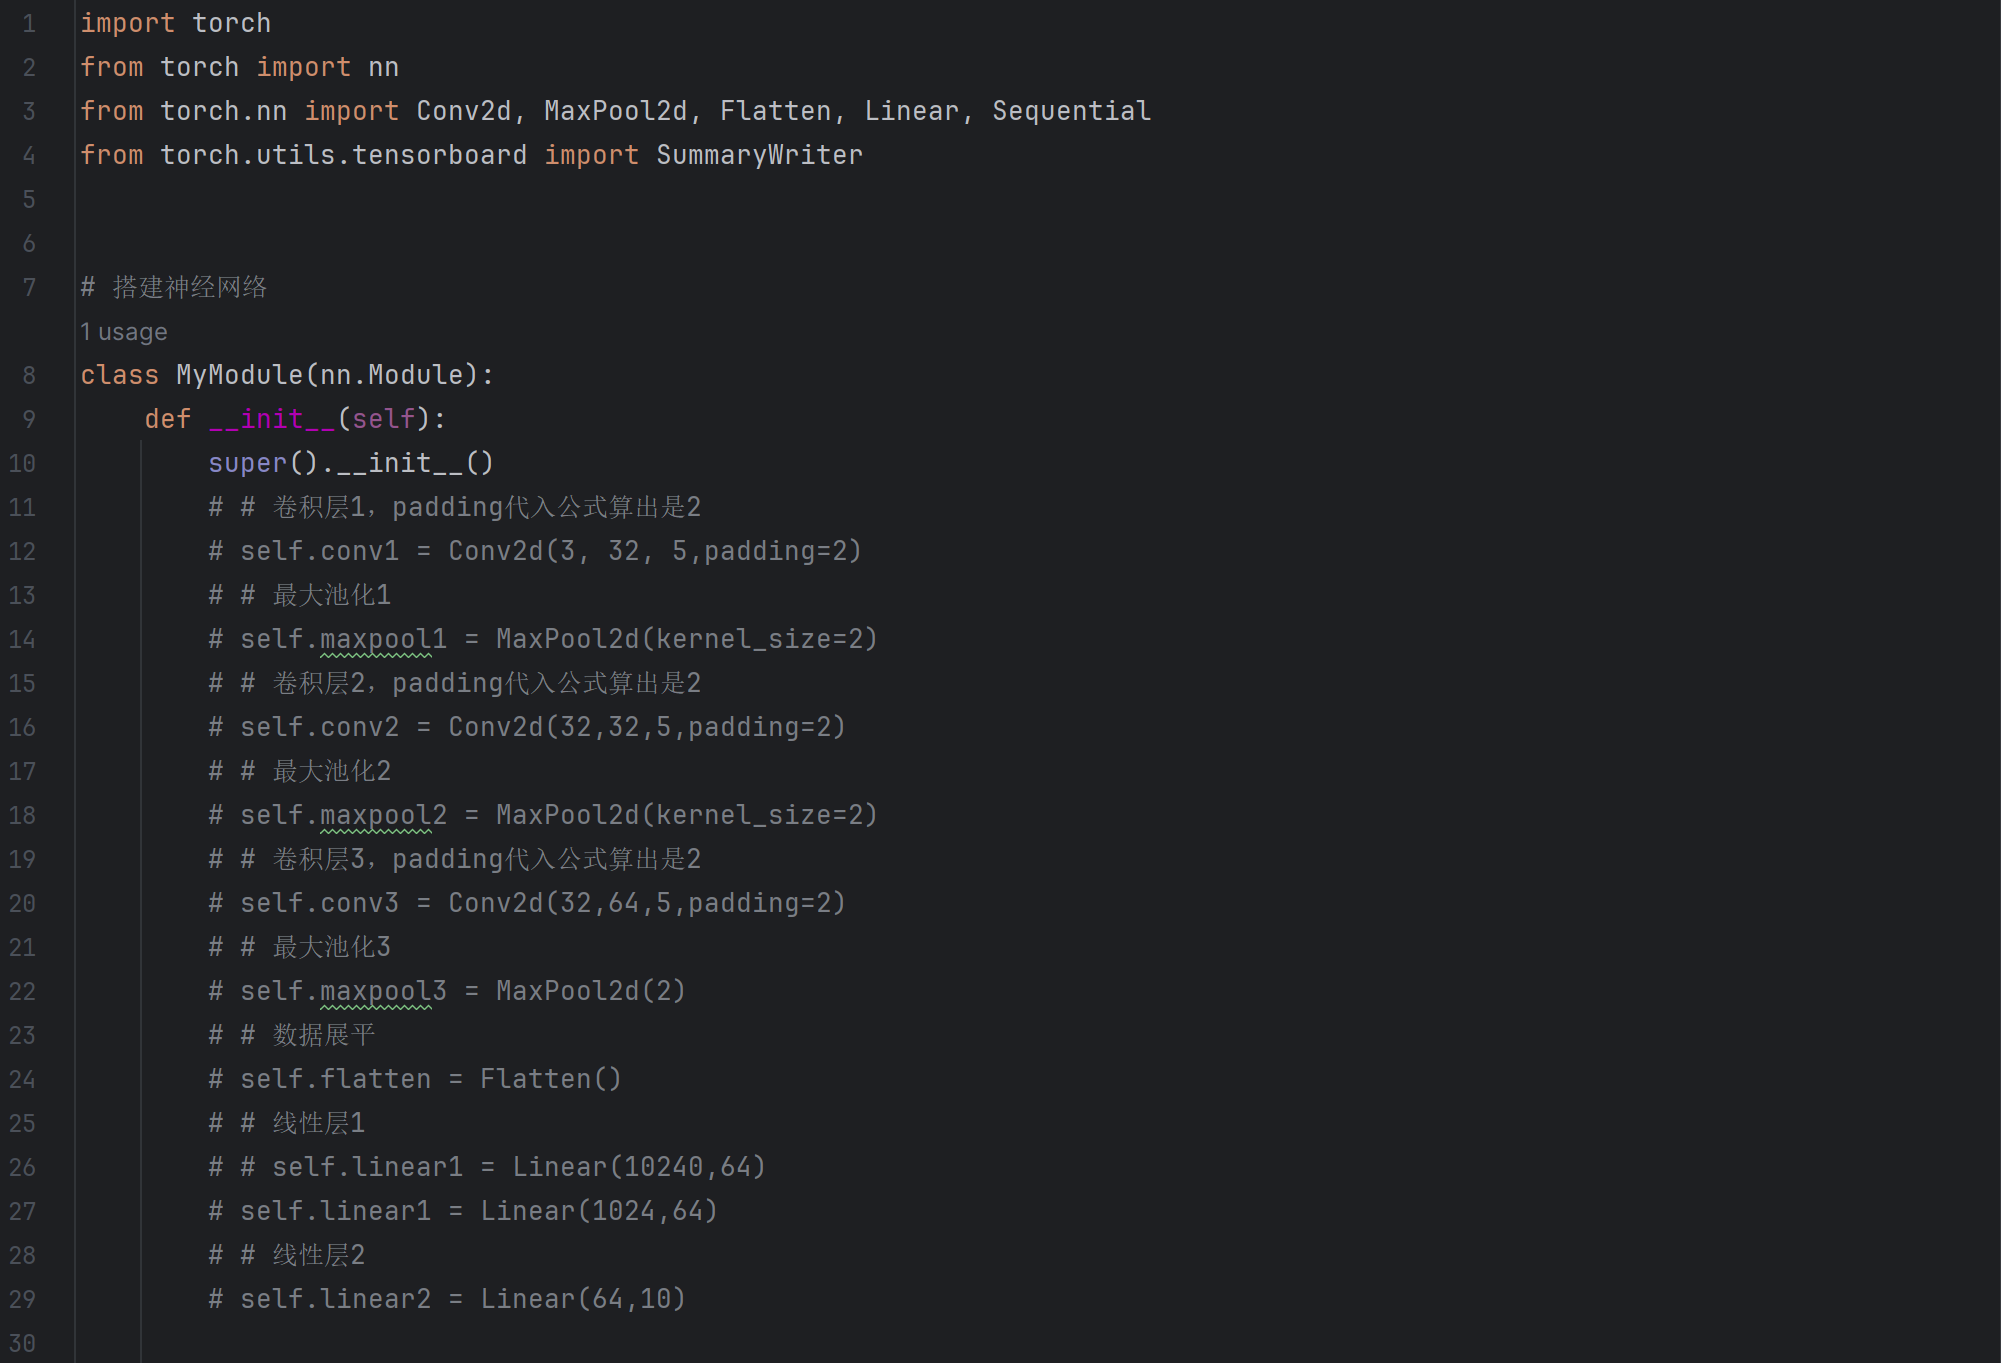 1 import torch
2 from torch import nn
3 from torch.nn import Conv2d, MaxPool2d, Flatten, Linear, Sequential
4 from torch.utils.tensorboard import SummaryWriter
5
6
7 # 搭建神经网络
1 usage
8 class MyModule(nn.Module):
9     def __init__(self):
10         super().__init__()
11         # # 卷积层1，padding代入公式算出是2
12         # self.conv1 = Conv2d(3, 32, 5,padding=2)
13         # # 最大池化1
14         # self.maxpool1 = MaxPool2d(kernel_size=2)
15         # # 卷积层2，padding代入公式算出是2
16         # self.conv2 = Conv2d(32,32,5,padding=2)
17         # # 最大池化2
18         # self.maxpool2 = MaxPool2d(kernel_size=2)
19         # # 卷积层3，padding代入公式算出是2
20         # self.conv3 = Conv2d(32,64,5,padding=2)
21         # # 最大池化3
22         # self.maxpool3 = MaxPool2d(2)
23         # # 数据展平
24         # self.flatten = Flatten()
25         # # 线性层1
26         # # self.linear1 = Linear(10240,64)
27         # self.linear1 = Linear(1024,64)
28         # # 线性层2
29         # self.linear2 = Linear(64,10)
30